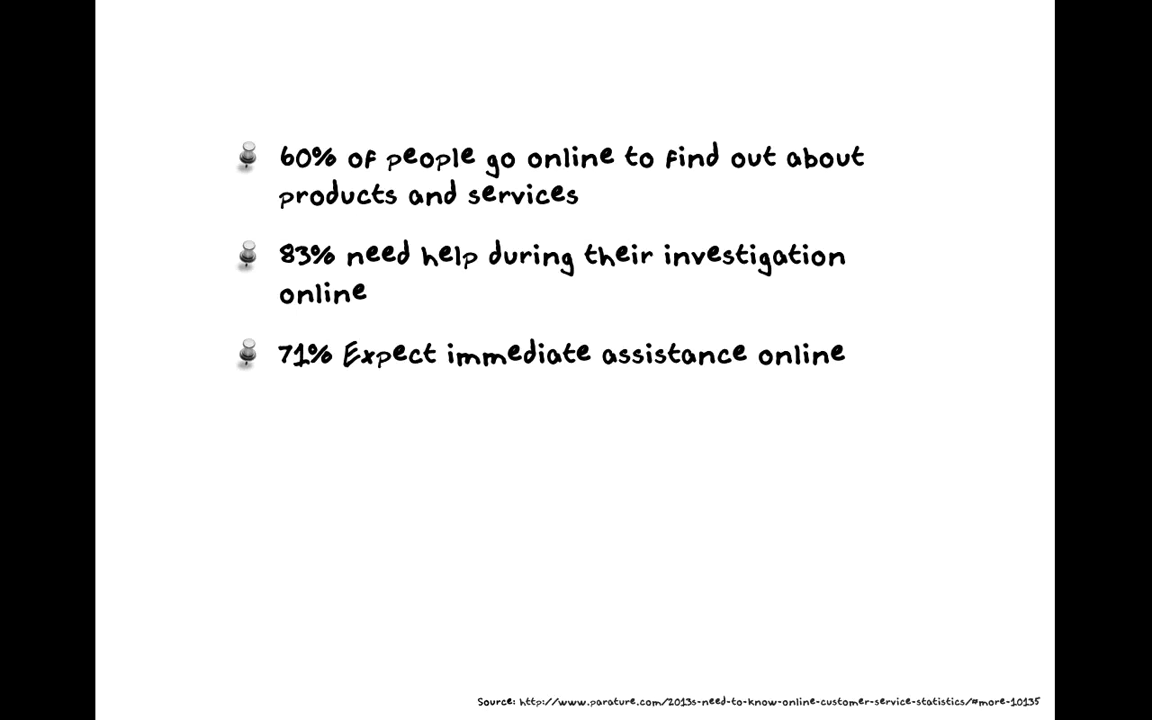 60% of people go online to find out about
products and services
83% need help during their investigation
online
71% Expect immediate assistance online
Source: http://www.parature.com/2013s-need-to-know-online-customer-service-statistics/#more-10135